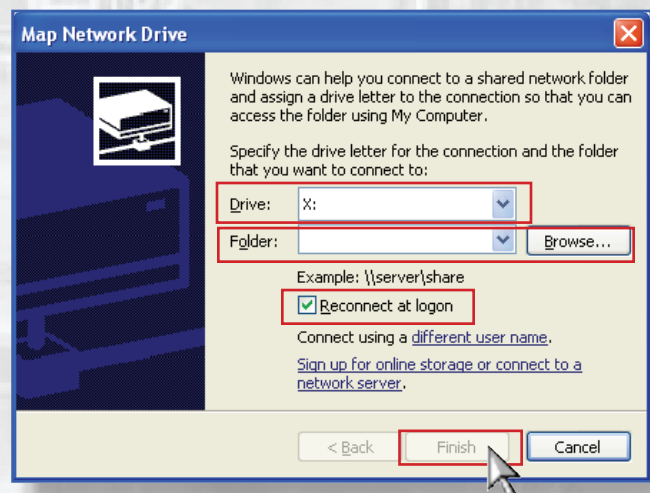 Map Network Drive
Windows can help you connect to a shared network folder
and assign a drive letter to the connection so that you can
access the folder using My Computer.
Specify the drive letter for the connection and the folder
that you want to connect to:
Drive: X:
Folder: Browse...
Example: \\server\share
Reconnect at logon
Connect using a different user name.
Sign up for online storage or connect to a
network server.
< Back Finish Cancel